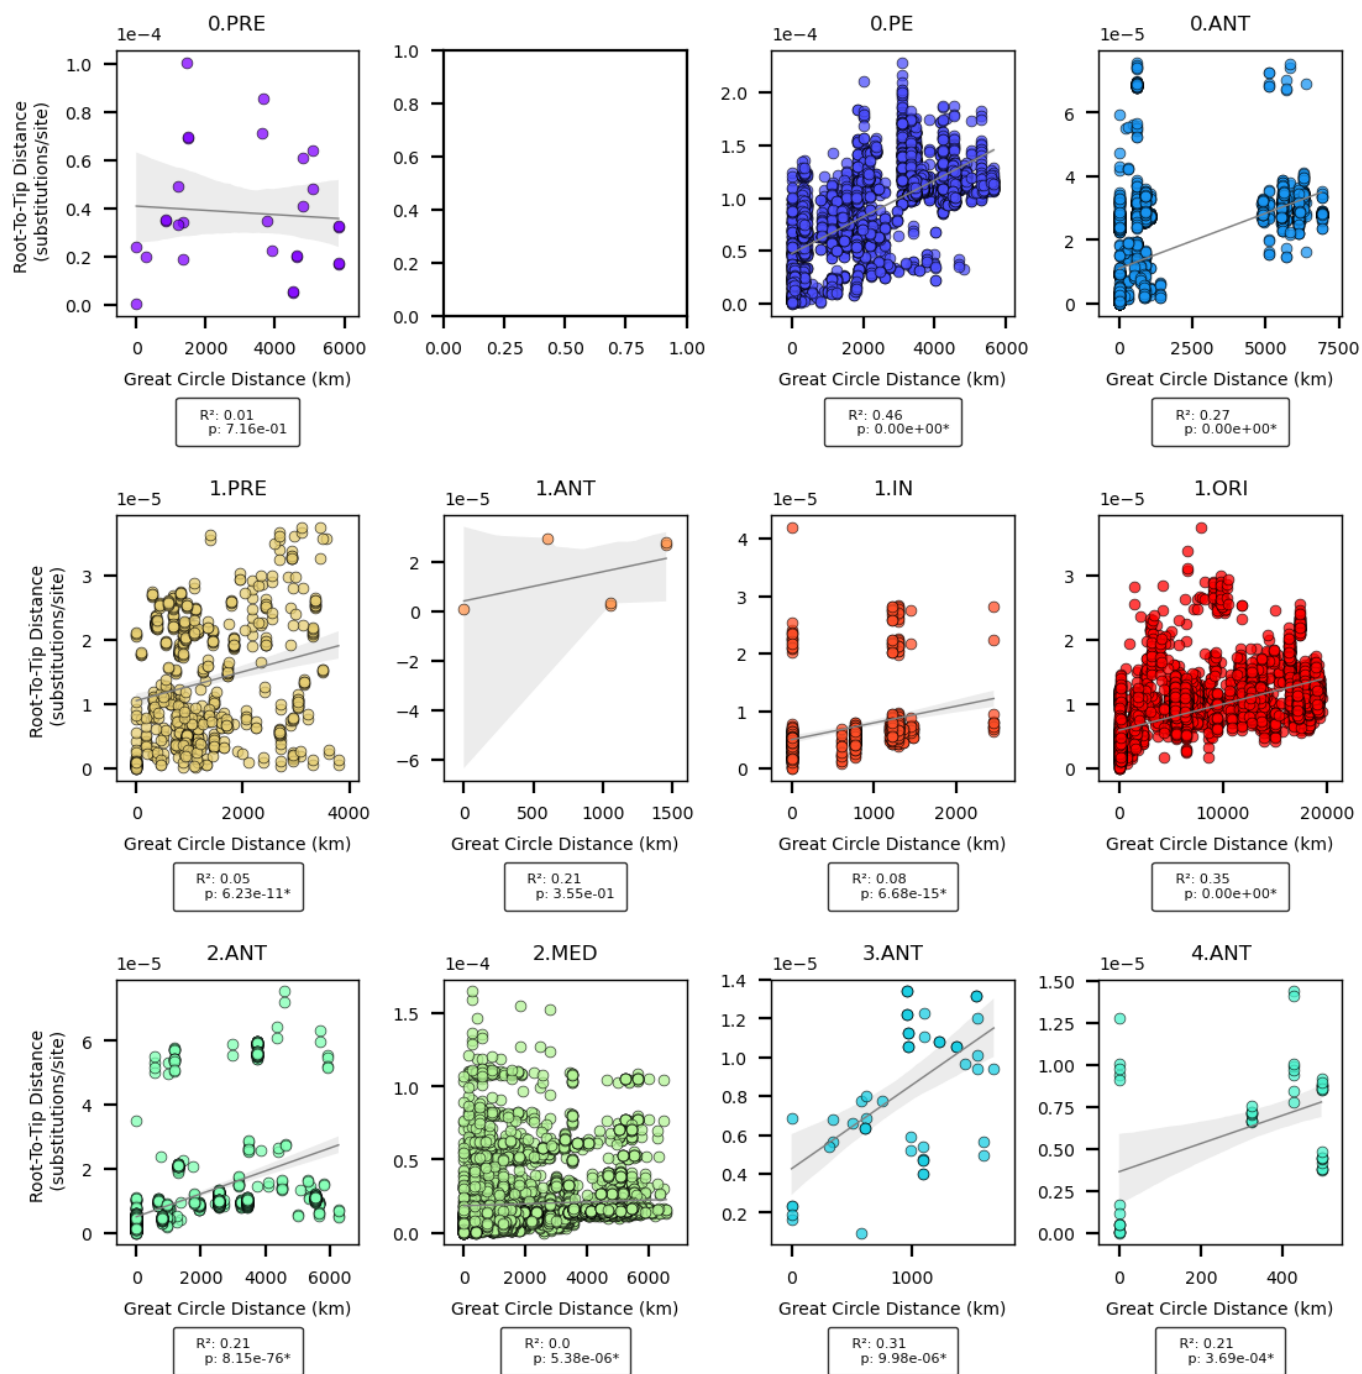 0.PRE
0.PE
0.ANT
1e−4
1e−4
1e−5
Root-To-Tip Distance
(substitutions/site)
1.0
0.8
0.6
0.4
0.2
0.0
0 2000 4000 6000
Great Circle Distance (km)
R²: 0.01
p: 7.16e-01
1.0
0.8
0.6
0.4
0.2
0.0
0.00 0.25 0.50 0.75 1.00
2.0
1.5
1.0
0.5
0.0
0 2000 4000 6000
Great Circle Distance (km)
R²: 0.46
p: 0.00e+00*
6
4
2
0
0 2500 5000 7500
Great Circle Distance (km)
R²: 0.27
p: 0.00e+00*
1.PRE
1.ANT
1.IN
1.ORI
1e−5
1e−5
1e−5
1e−5
Root-To-Tip Distance
(substitutions/site)
3
2
1
0
0 2000 4000
Great Circle Distance (km)
R²: 0.05
p: 6.23e-11*
2
0
−2
−4
−6
0 500 1000 1500
Great Circle Distance (km)
R²: 0.21
p: 3.55e-01
4
3
2
1
0
0 1000 2000
Great Circle Distance (km)
R²: 0.08
p: 6.68e-15*
3
2
1
0
0 10000 20000
Great Circle Distance (km)
R²: 0.35
p: 0.00e+00*
2.ANT
2.MED
3.ANT
4.ANT
1e−5
1e−4
1e−5
1e−5
Root-To-Tip Distance
(substitutions/site)
6
4
2
0
0 2000 4000 6000
Great Circle Distance (km)
R²: 0.21
p: 8.15e-76*
1.5
1.0
0.5
0.0
0 2000 4000 6000
Great Circle Distance (km)
R²: 0.0
p: 5.38e-06*
1.4
1.2
1.0
0.8
0.6
0.4
0.2
0 1000
Great Circle Distance (km)
R²: 0.31
p: 9.98e-06*
1.50
1.25
1.00
0.75
0.50
0.25
0.00
0 200 400
Great Circle Distance (km)
R²: 0.21
p: 3.69e-04*